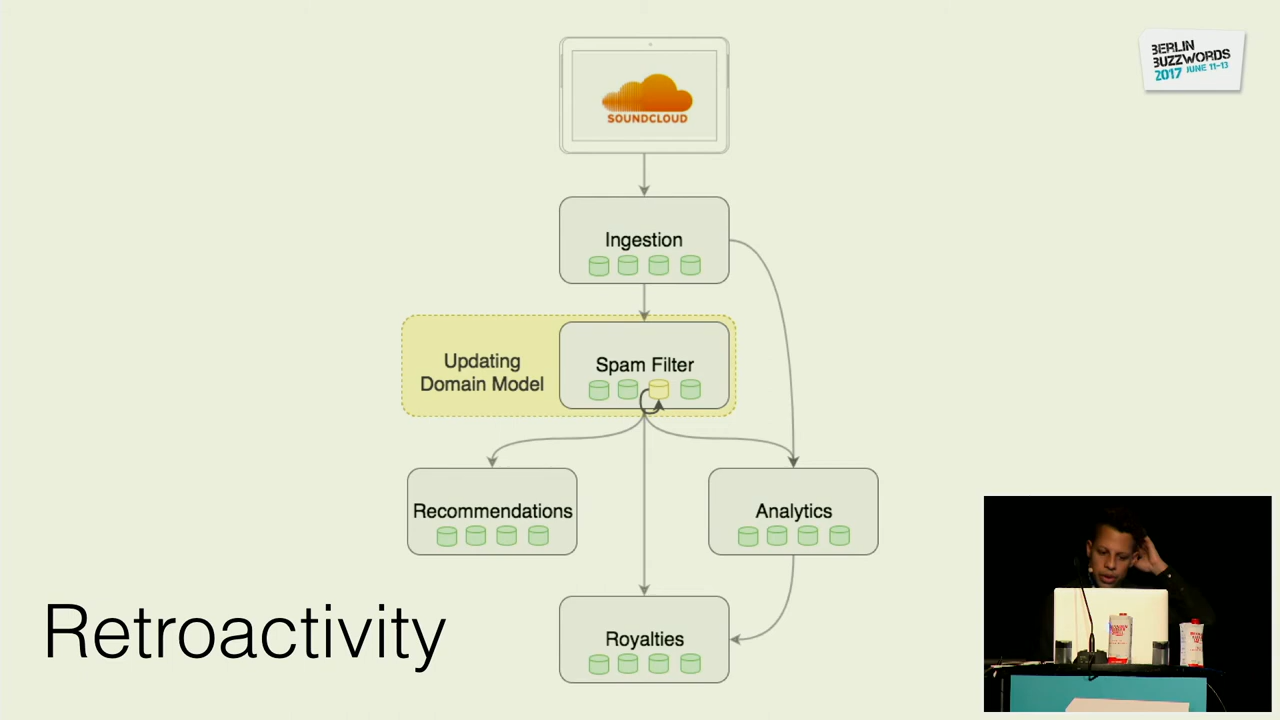 BERLIN
BUZZWORDS
2017 JUNE 11-13
SOUNDCLOUD
Ingestion
Updating
Domain Model
Spam Filter
Recommendations
Analytics
Royalties
Retroactivity